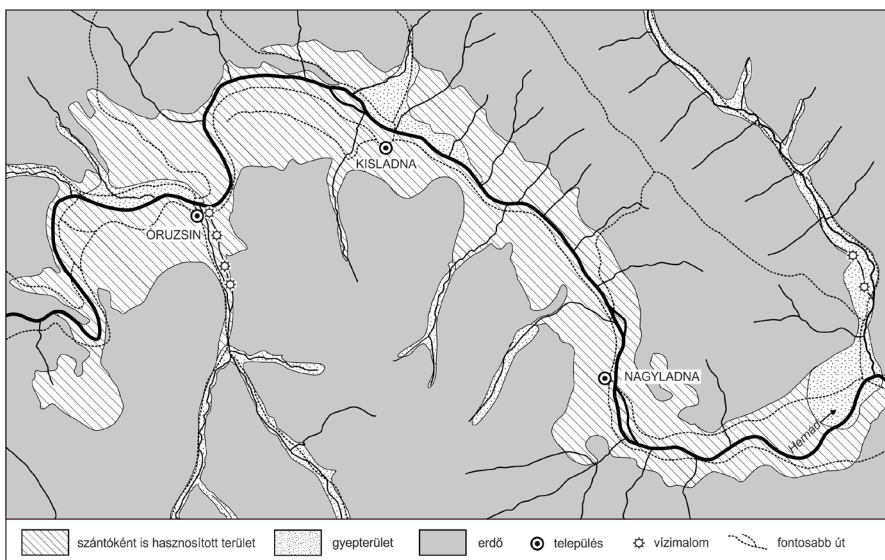 KISLADNA
ÓRUZSIN
NAGYLADNA
Hernád
szántóként is hasznosított terület
gyepterület
erdő
település
vízimalom
fontosabb út